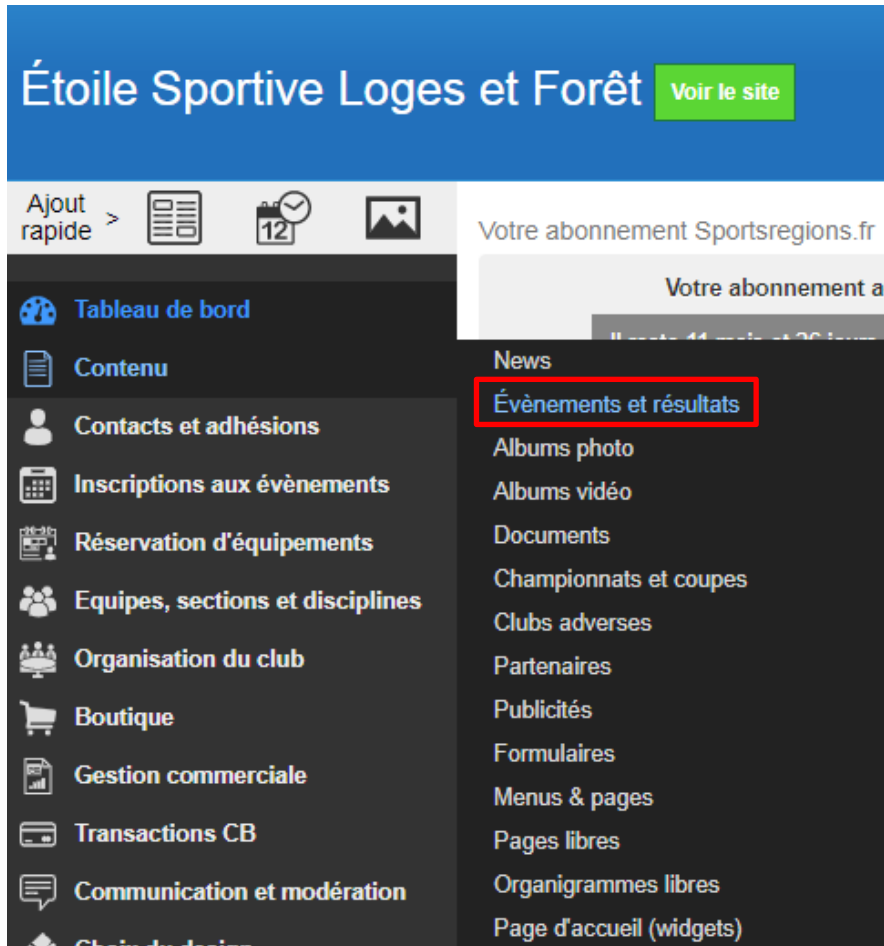 Étoile Sportive Loges et Forêt
Voir le site
Ajout
rapide >
12
Votre abonnement Sportsregions.fr
Votre abonnement a
Tableau de bord
Contenu
Contacts et adhésions
Inscriptions aux évènements
Réservation d'équipements
Equipes, sections et disciplines
Organisation du club
Boutique
Gestion commerciale
Transactions CB
Communication et modération
News
Évènements et résultats
Albums photo
Albums vidéo
Documents
Championnats et coupes
Clubs adverses
Partenaires
Publicités
Formulaires
Menus & pages
Pages libres
Organigrammes libres
Page d'accueil (widgets)